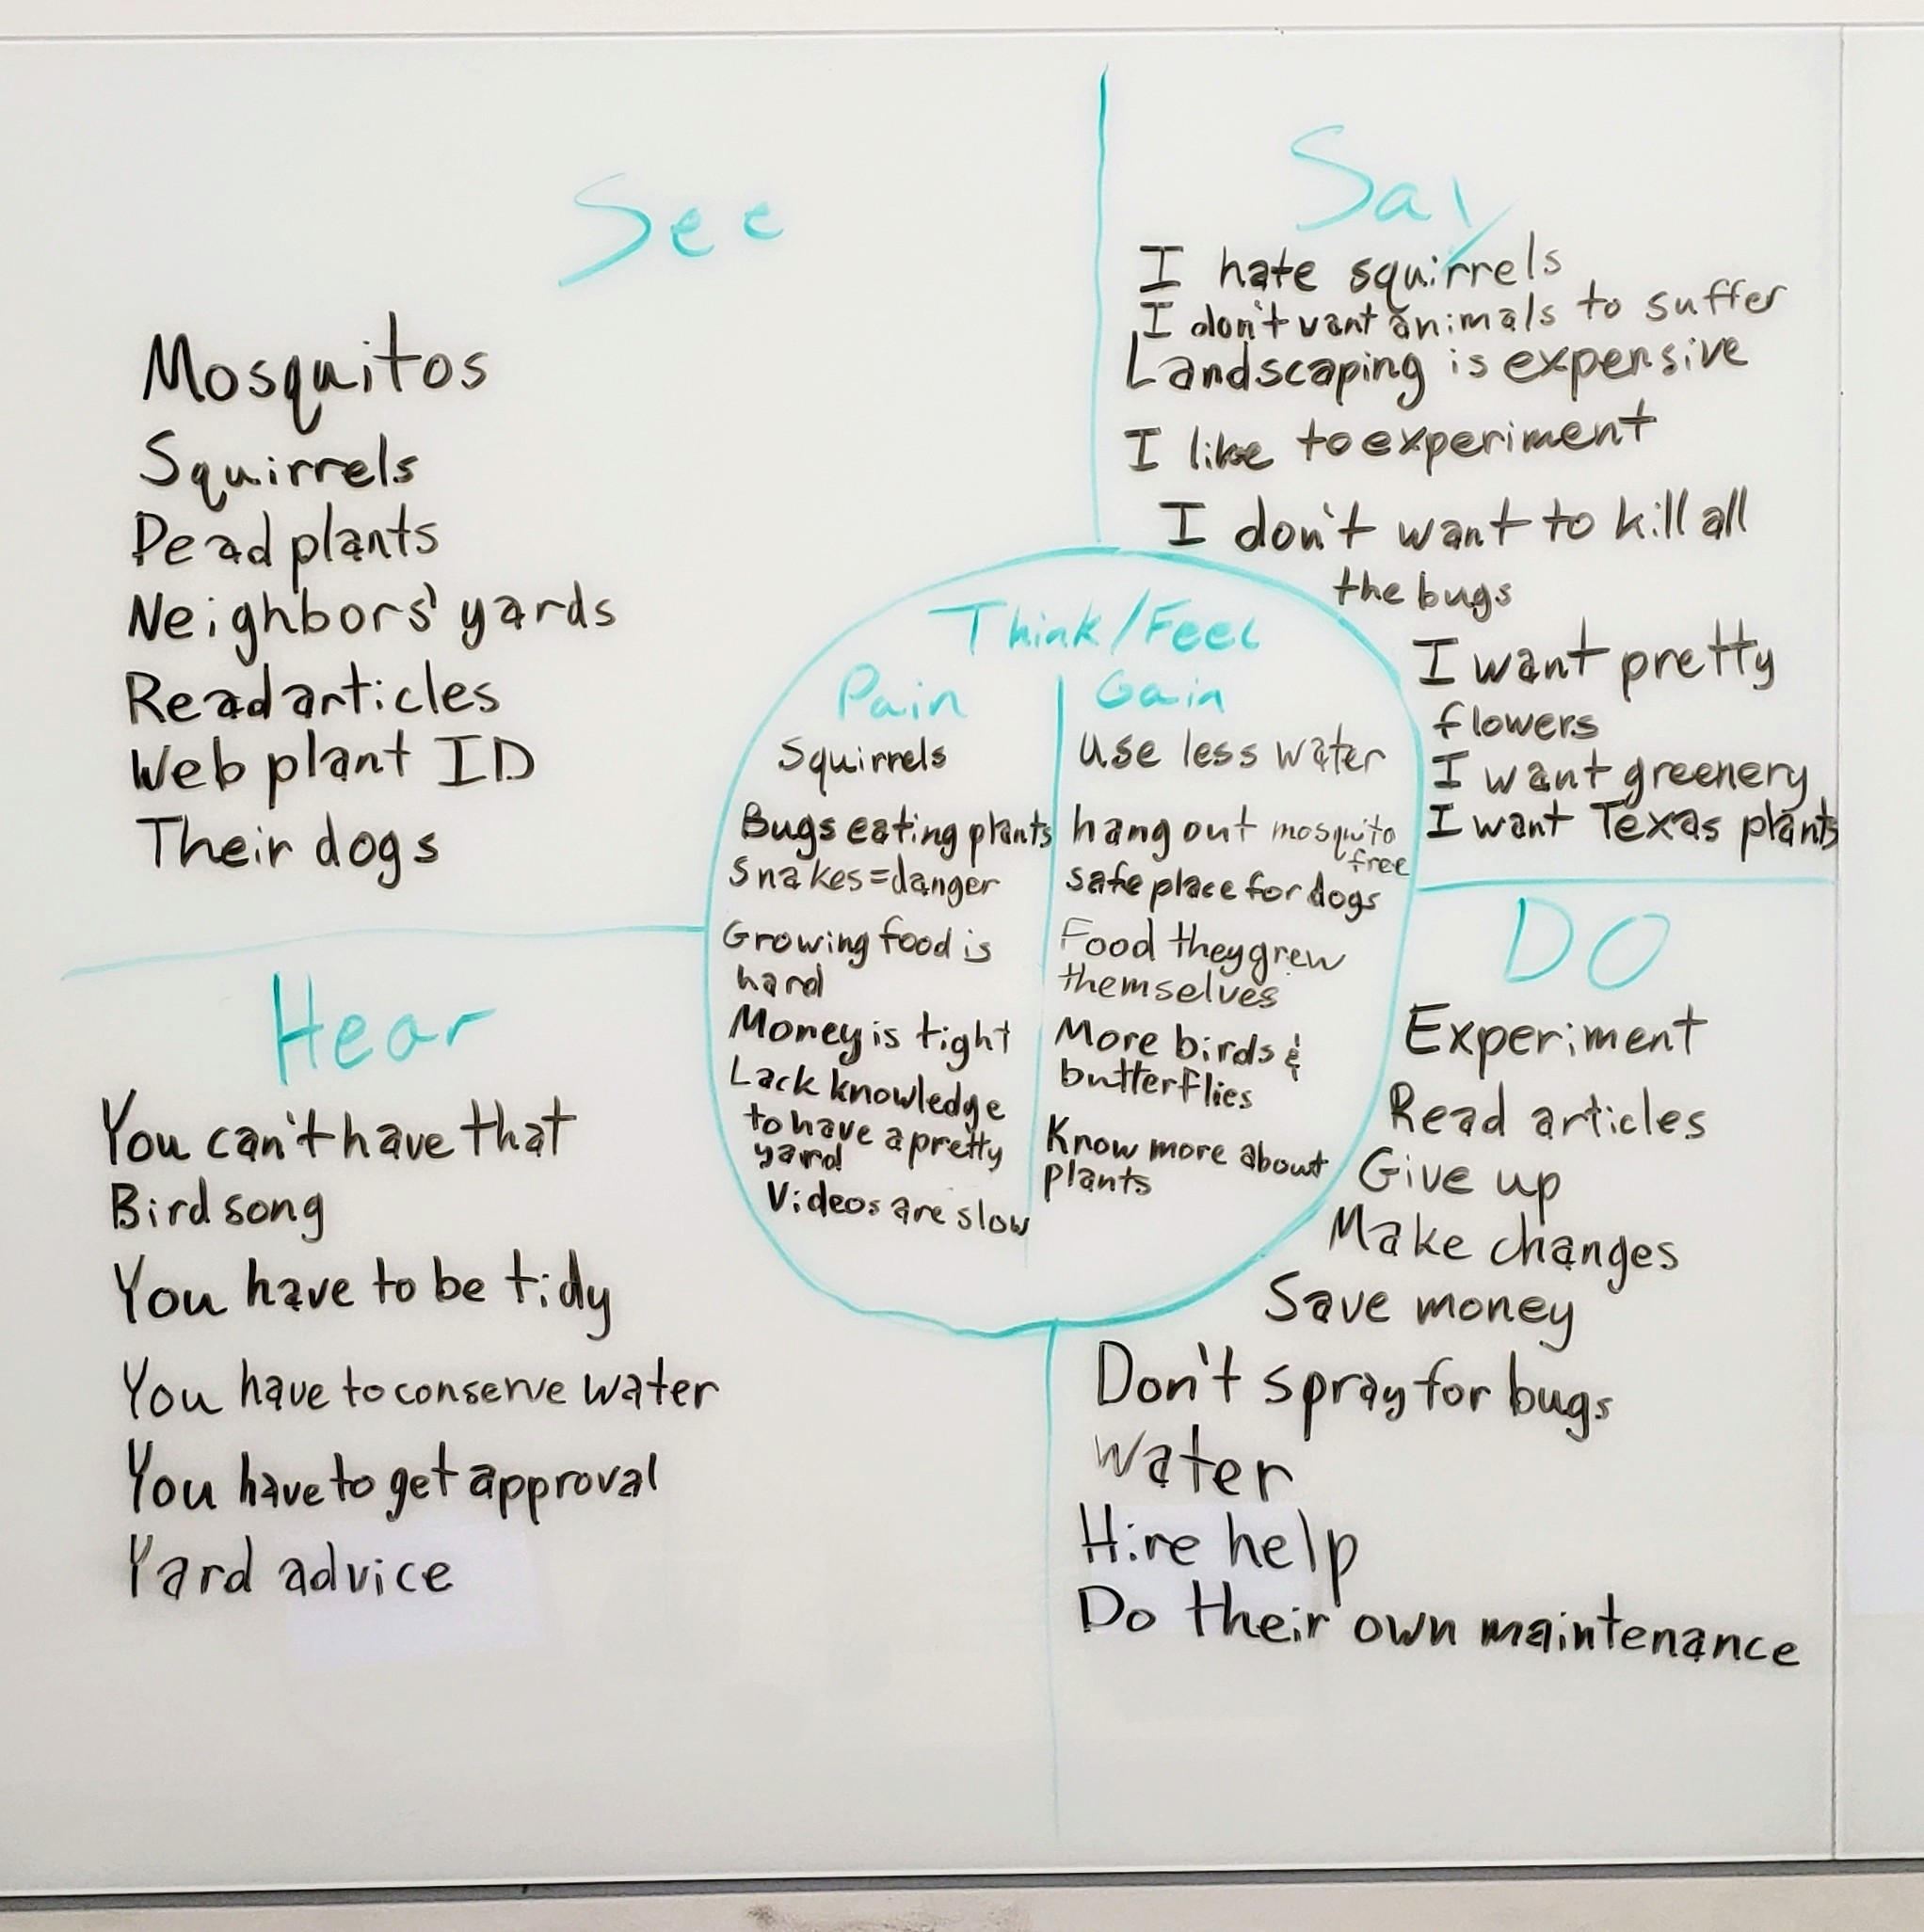 See
Mosquitos
Squirrels
Dead plants
Neighbors' yards
Read articles
Web plant ID
Their dogs
Say
I hate squirrels
I don't want animals to suffer
Landscaping is expensive
I like to experiment
I don't want to kill all
the bugs
I want pretty
flowers
I want greenery
I want Texas plants
Think/Feel
Pain
Squirrels
Bugs eating plants
Snakes=danger
Growing food is
hard
Money is tight
Lack knowledge
to have a pretty
yard
Videos are slow
Gain
use less water
hang out mosquito
free
safe place for dogs
Food they grew
themselves
More birds &
butterflies
Know more about
plants
Hear
You can't have that
Bird song
You have to be tidy
You have to conserve water
You have to get approval
Yard advice
DO
Experiment
Read articles
Give up
Make changes
Save money
Don't spray for bugs
Water
Hire help
Do their own maintenance